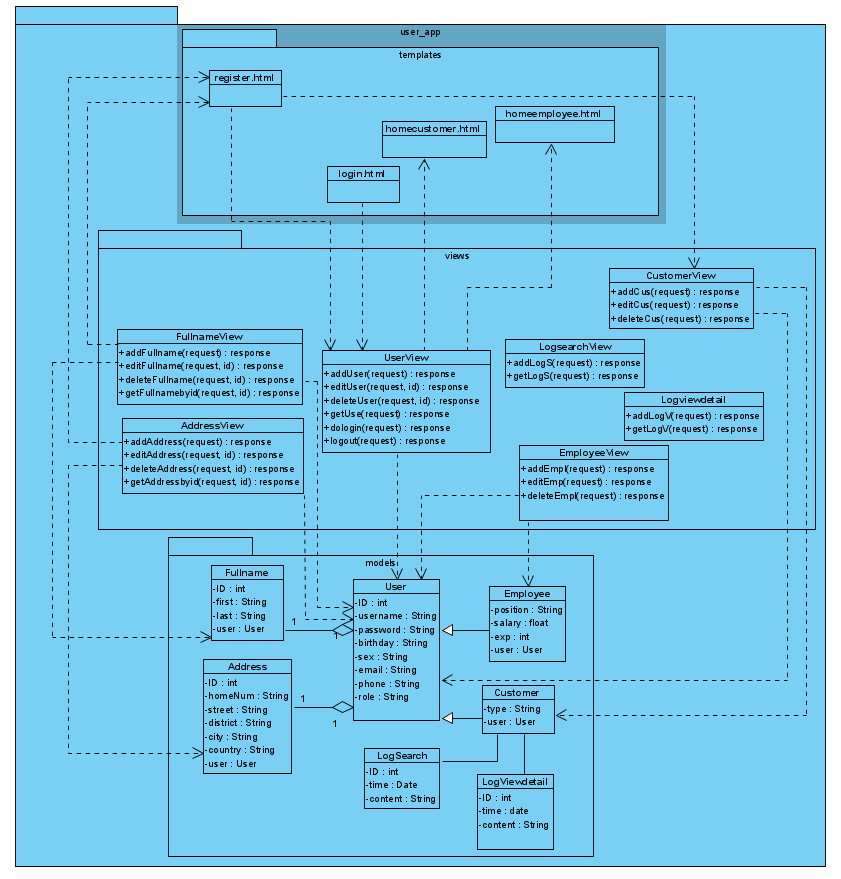 user_app
templates
register.html
homeemployee.html
homecustomer.html
login.html
views
CustomerView
+addCus(request) : response
+editCus(request) : response
+deleteCus(request) : response
FullnameView
+addFullname(request) : response
+editFullname(request, id) : response
+deleteFullname(request, id) : response
+getFullnamebyid(request, id) : response
UserView
+addUser(request) : response
+editUser(request, id) : response
+deleteUser(request, id) : response
+getUse(request) : response
+dologin(request) : response
+logout(request) : response
LogsearchView
+addLogS(request) : response
+getLogS(request) : response
Logviewdetail
+addLogV(request) : response
+getLogV(request) : response
AddressView
+addAddress(request) : response
+editAddress(request, id) : response
+deleteAddress(request, id) : response
+getAddressbyid(request, id) : response
EmployeeView
+addEmpl(request) : response
+editEmp(request) : response
+deleteEmpl(request) : response
models
Fullname
-ID : int
-first : String
-last : String
-user : User
1
1
User
-ID : int
-username : String
-password : String
-birthday : String
-sex : String
-email : String
-phone : String
-role : String
Employee
-position : String
-salary : float
-exp : int
-user : User
Address
-ID : int
-homeNum : String
-street : String
-district : String
-city : String
-country : String
-user : User
1
1
Customer
-type : String
-user : User
LogSearch
-ID : int
-time : Date
-content : String
LogViewdetail
-ID : int
-time : date
-content : String